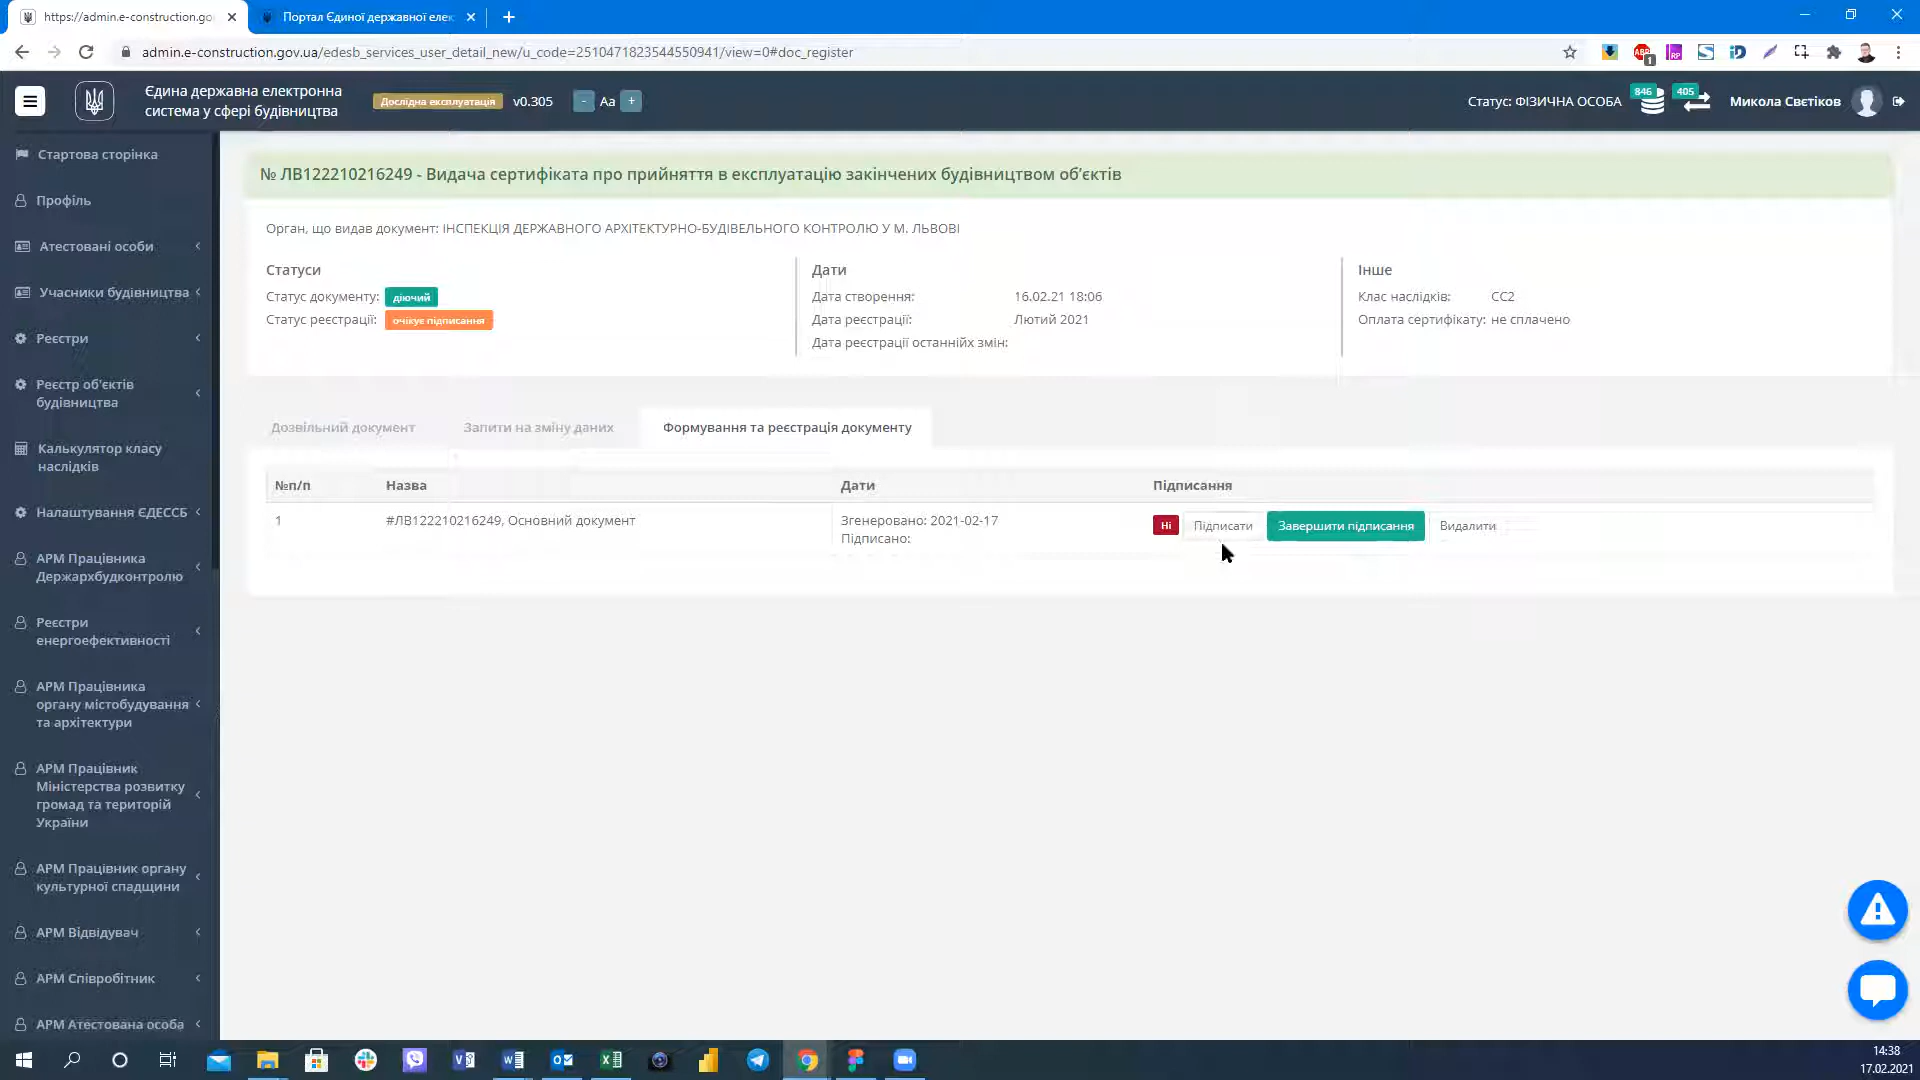 https://admin.e-construction.go
Портал Єдиної державної елек
admin.e-construction.gov.ua/edesb_services_user_detail_new/u_code=2510471823544550941/view=0#doc_register
Єдина державна електронна
система у сфері будівництва
Дослідна експлуатація
v0.305
- Aa +
Статус: ФІЗИЧНА ОСОБА
846
405
Микола Свєтіков
Стартова сторінка
Профіль
Атестовані особи
Учасники будівництва
Реєстри
Реєстр об'єктів
будівництва
Калькулятор класу
наслідків
Налаштування ЄДЕССБ
АРМ Працівника
Держархбудконтролю
Реєстри
енергоефективності
АРМ Працівника
органу містобудування
та архітектури
АРМ Працівник
Міністерства розвитку
громад та територій
України
АРМ Працівник органу
культурної спадщини
АРМ Відвідувач
АРМ Співробітник
АРМ Атестована особа
№ ЛВ122210216249 - Видача сертифіката про прийняття в експлуатацію закінчених будівництвом об’єктів
Орган, що видав документ: ІНСПЕКЦІЯ ДЕРЖАВНОГО АРХІТЕКТУРНО-БУДІВЕЛЬНОГО КОНТРОЛЮ У М. ЛЬВОВІ
Статуси
Статус документу: діючий
Статус реєстрації: очікує підписання
Дати
Дата створення: 16.02.21 18:06
Дата реєстрації: Лютий 2021
Дата реєстрації останнійх змін:
Інше
Клас наслідків: СС2
Оплата сертифікату: не сплачено
Дозвільний документ
Запити на зміну даних
Формування та реєстрація документу
№п/п Назва Дати Підписання
1 #ЛВ122210216249, Основний документ Згенеровано: 2021-02-17 Ні Підписати Завершити підписання Видалити
Підписано:
14:38
17.02.2021